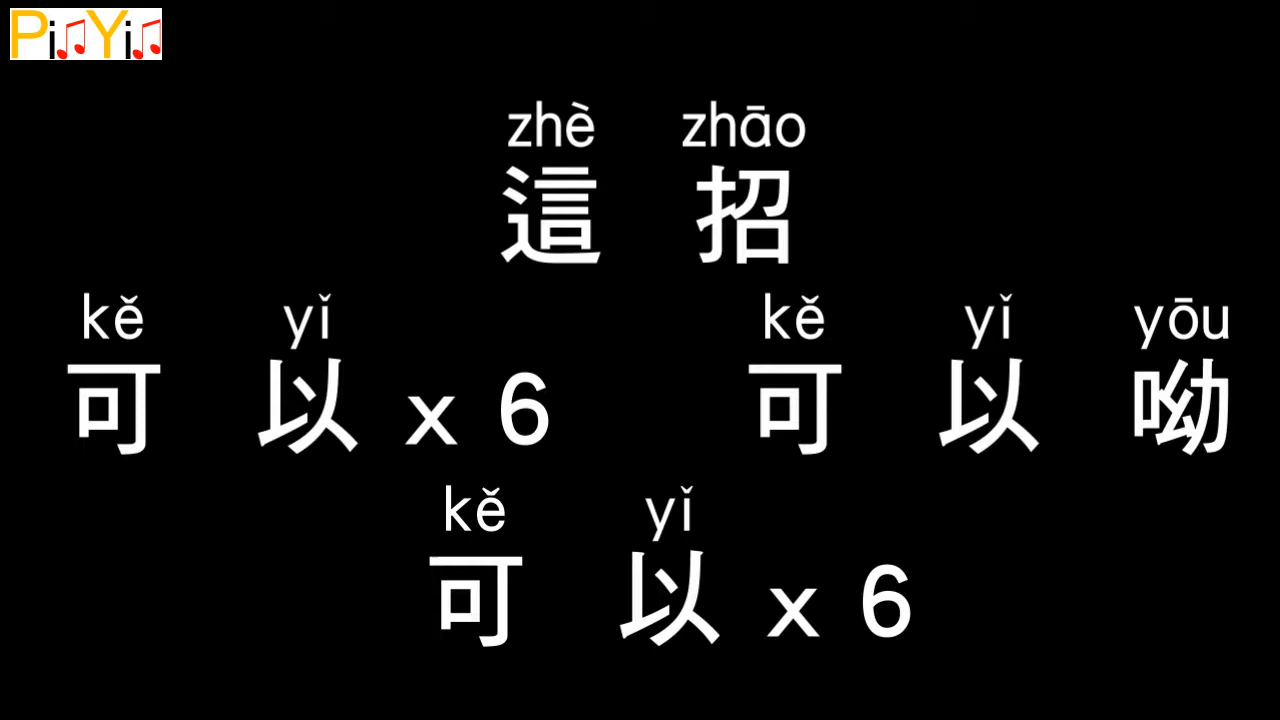 PinYin
zhè zhāo
這 招
kě yǐ kě yǐ yōu
可 以 x 6 可 以 呦
kě yǐ
可 以 x 6